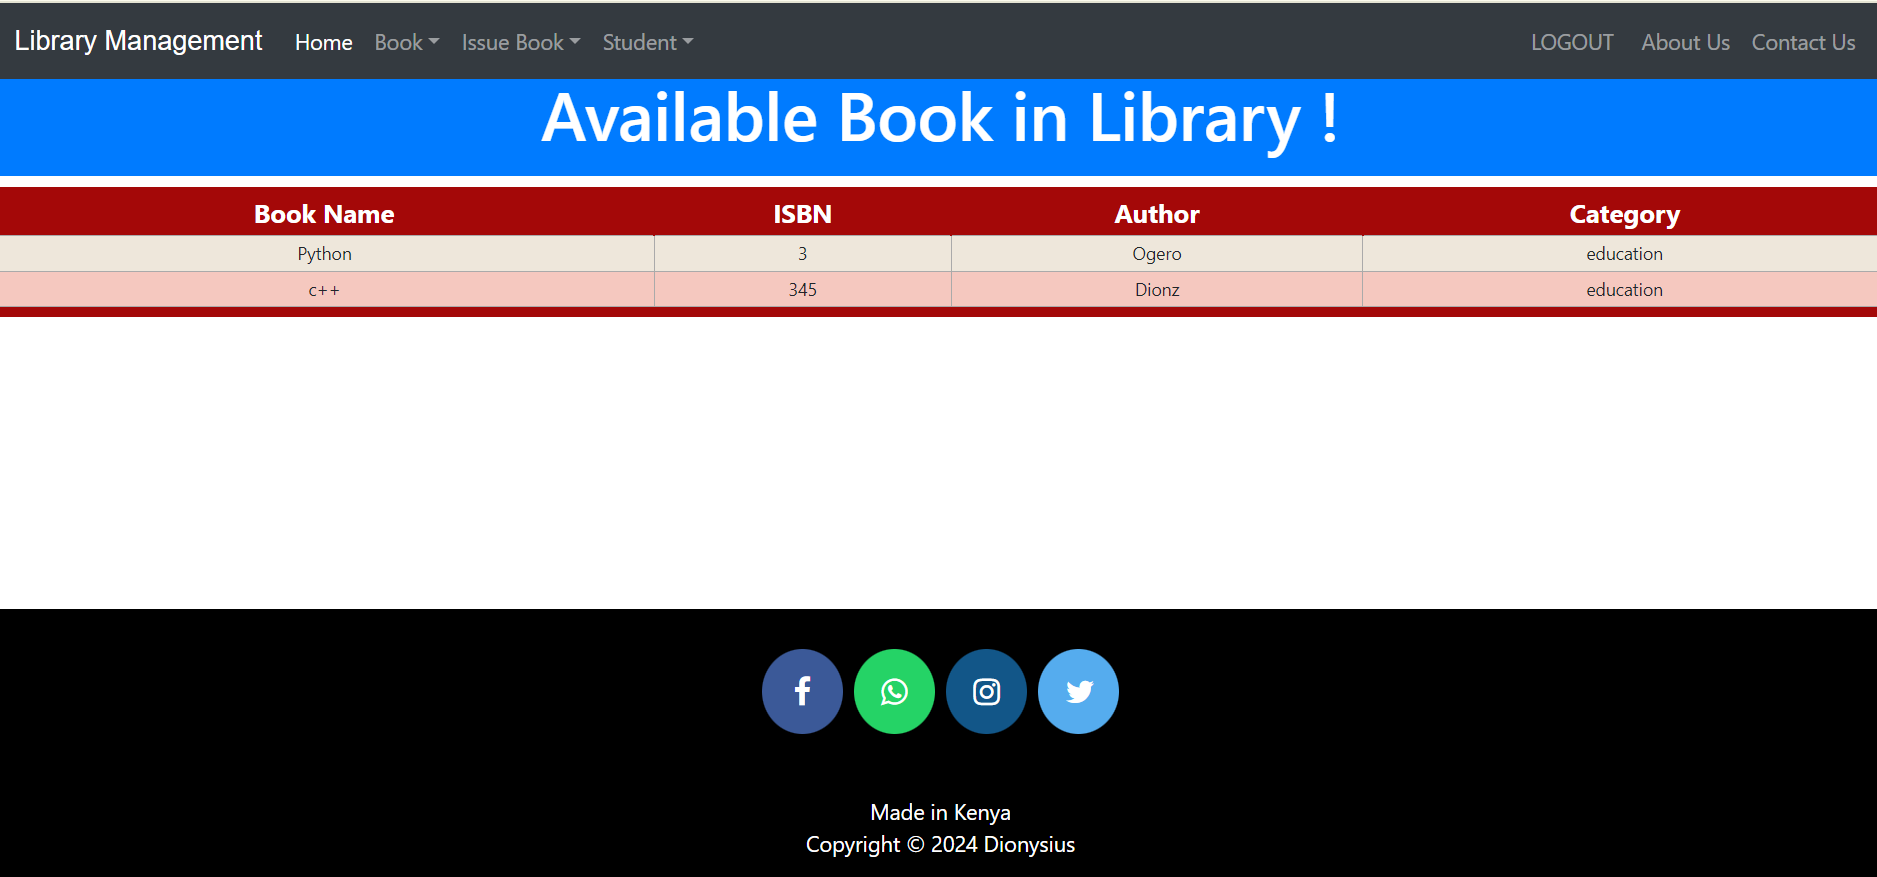 Library Management Home Book Issue Book Student LOGOUT About Us Contact Us
Available Book in Library !
Book Name ISBN Author Category
Python 3 Ogero education
c++ 345 Dionz education
Made in Kenya
Copyright © 2024 Dionysius